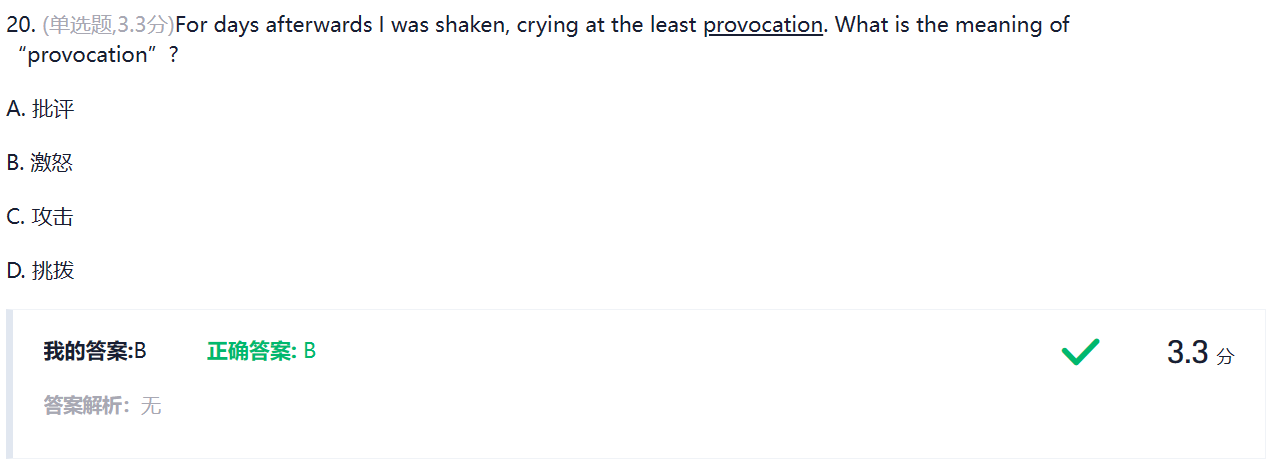 20. (单选题,3.3分)For days afterwards I was shaken, crying at the least provocation. What is the meaning of
“provocation” ?
A. 批评
B. 激怒
C. 攻击
D. 挑拨
我的答案:B 正确答案: B 3.3 分
答案解析： 无